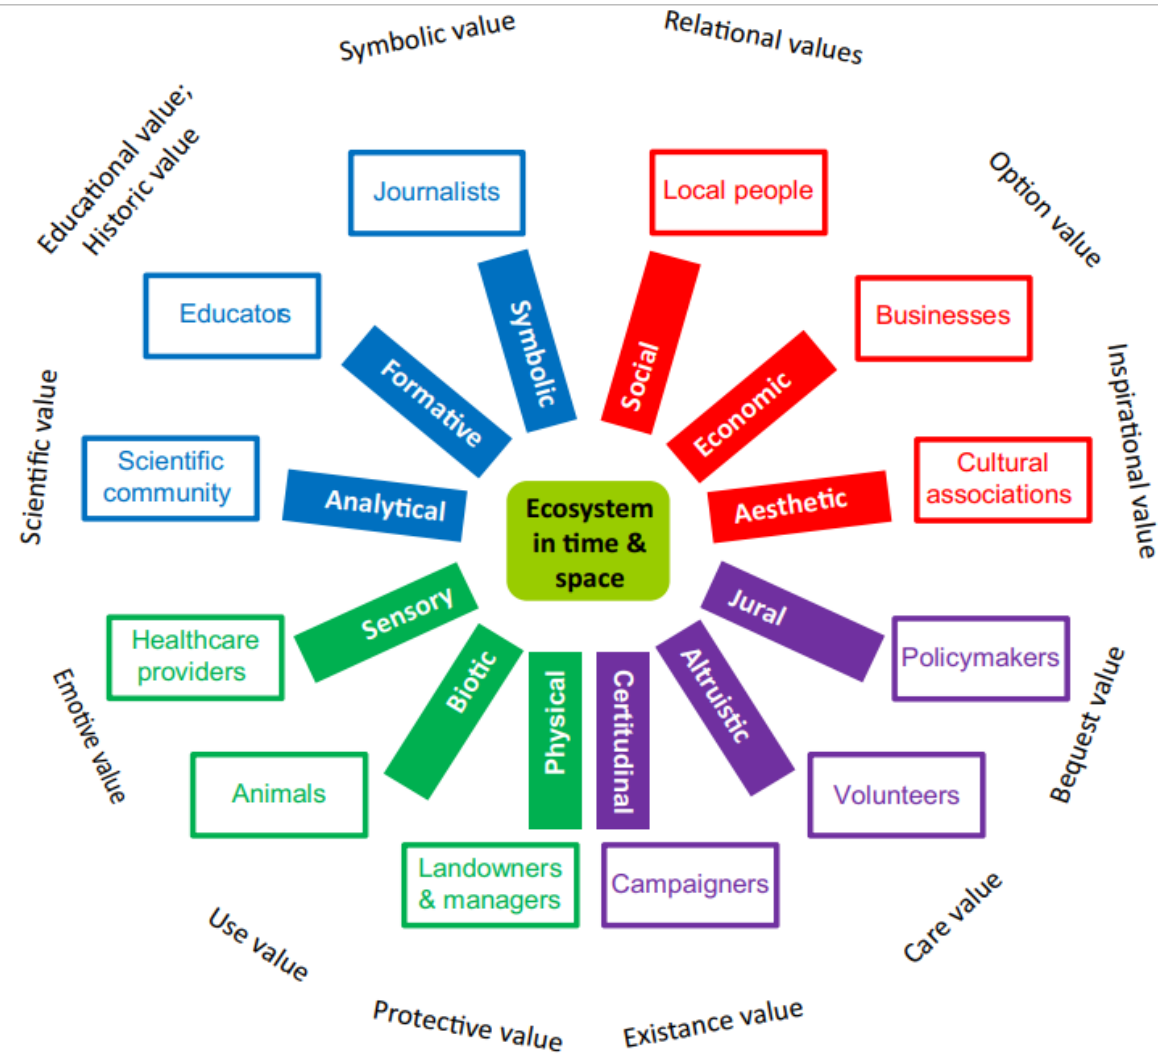 Symbolic value
Relational values
Educational value;
Historic value
Option value
Journalists
Local people
Educators
Businesses
Symbolic
Social
Formative
Economic
Scientific value
Inspirational value
Scientific
community
Analytical
Ecosystem
in time &
space
Aesthetic
Cultural
associations
Sensory
Jural
Healthcare
providers
Biotic
Physical
Certitudinal
Altruistic
Policymakers
Emotive value
Bequest value
Animals
Volunteers
Landowners
& managers
Campaigners
Use value
Care value
Protective value
Existance value